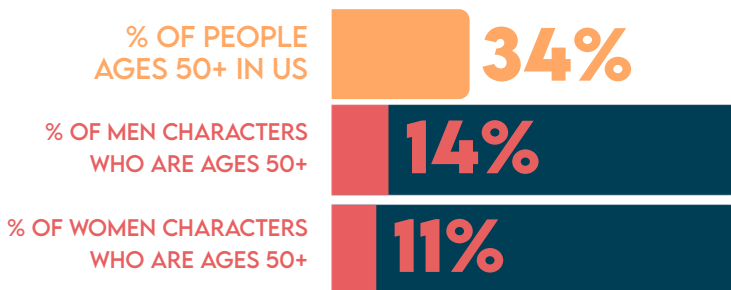 % OF PEOPLE
AGES 50+ IN US
34%
% OF MEN CHARACTERS
WHO ARE AGES 50+
14%
% OF WOMEN CHARACTERS
WHO ARE AGES 50+
11%